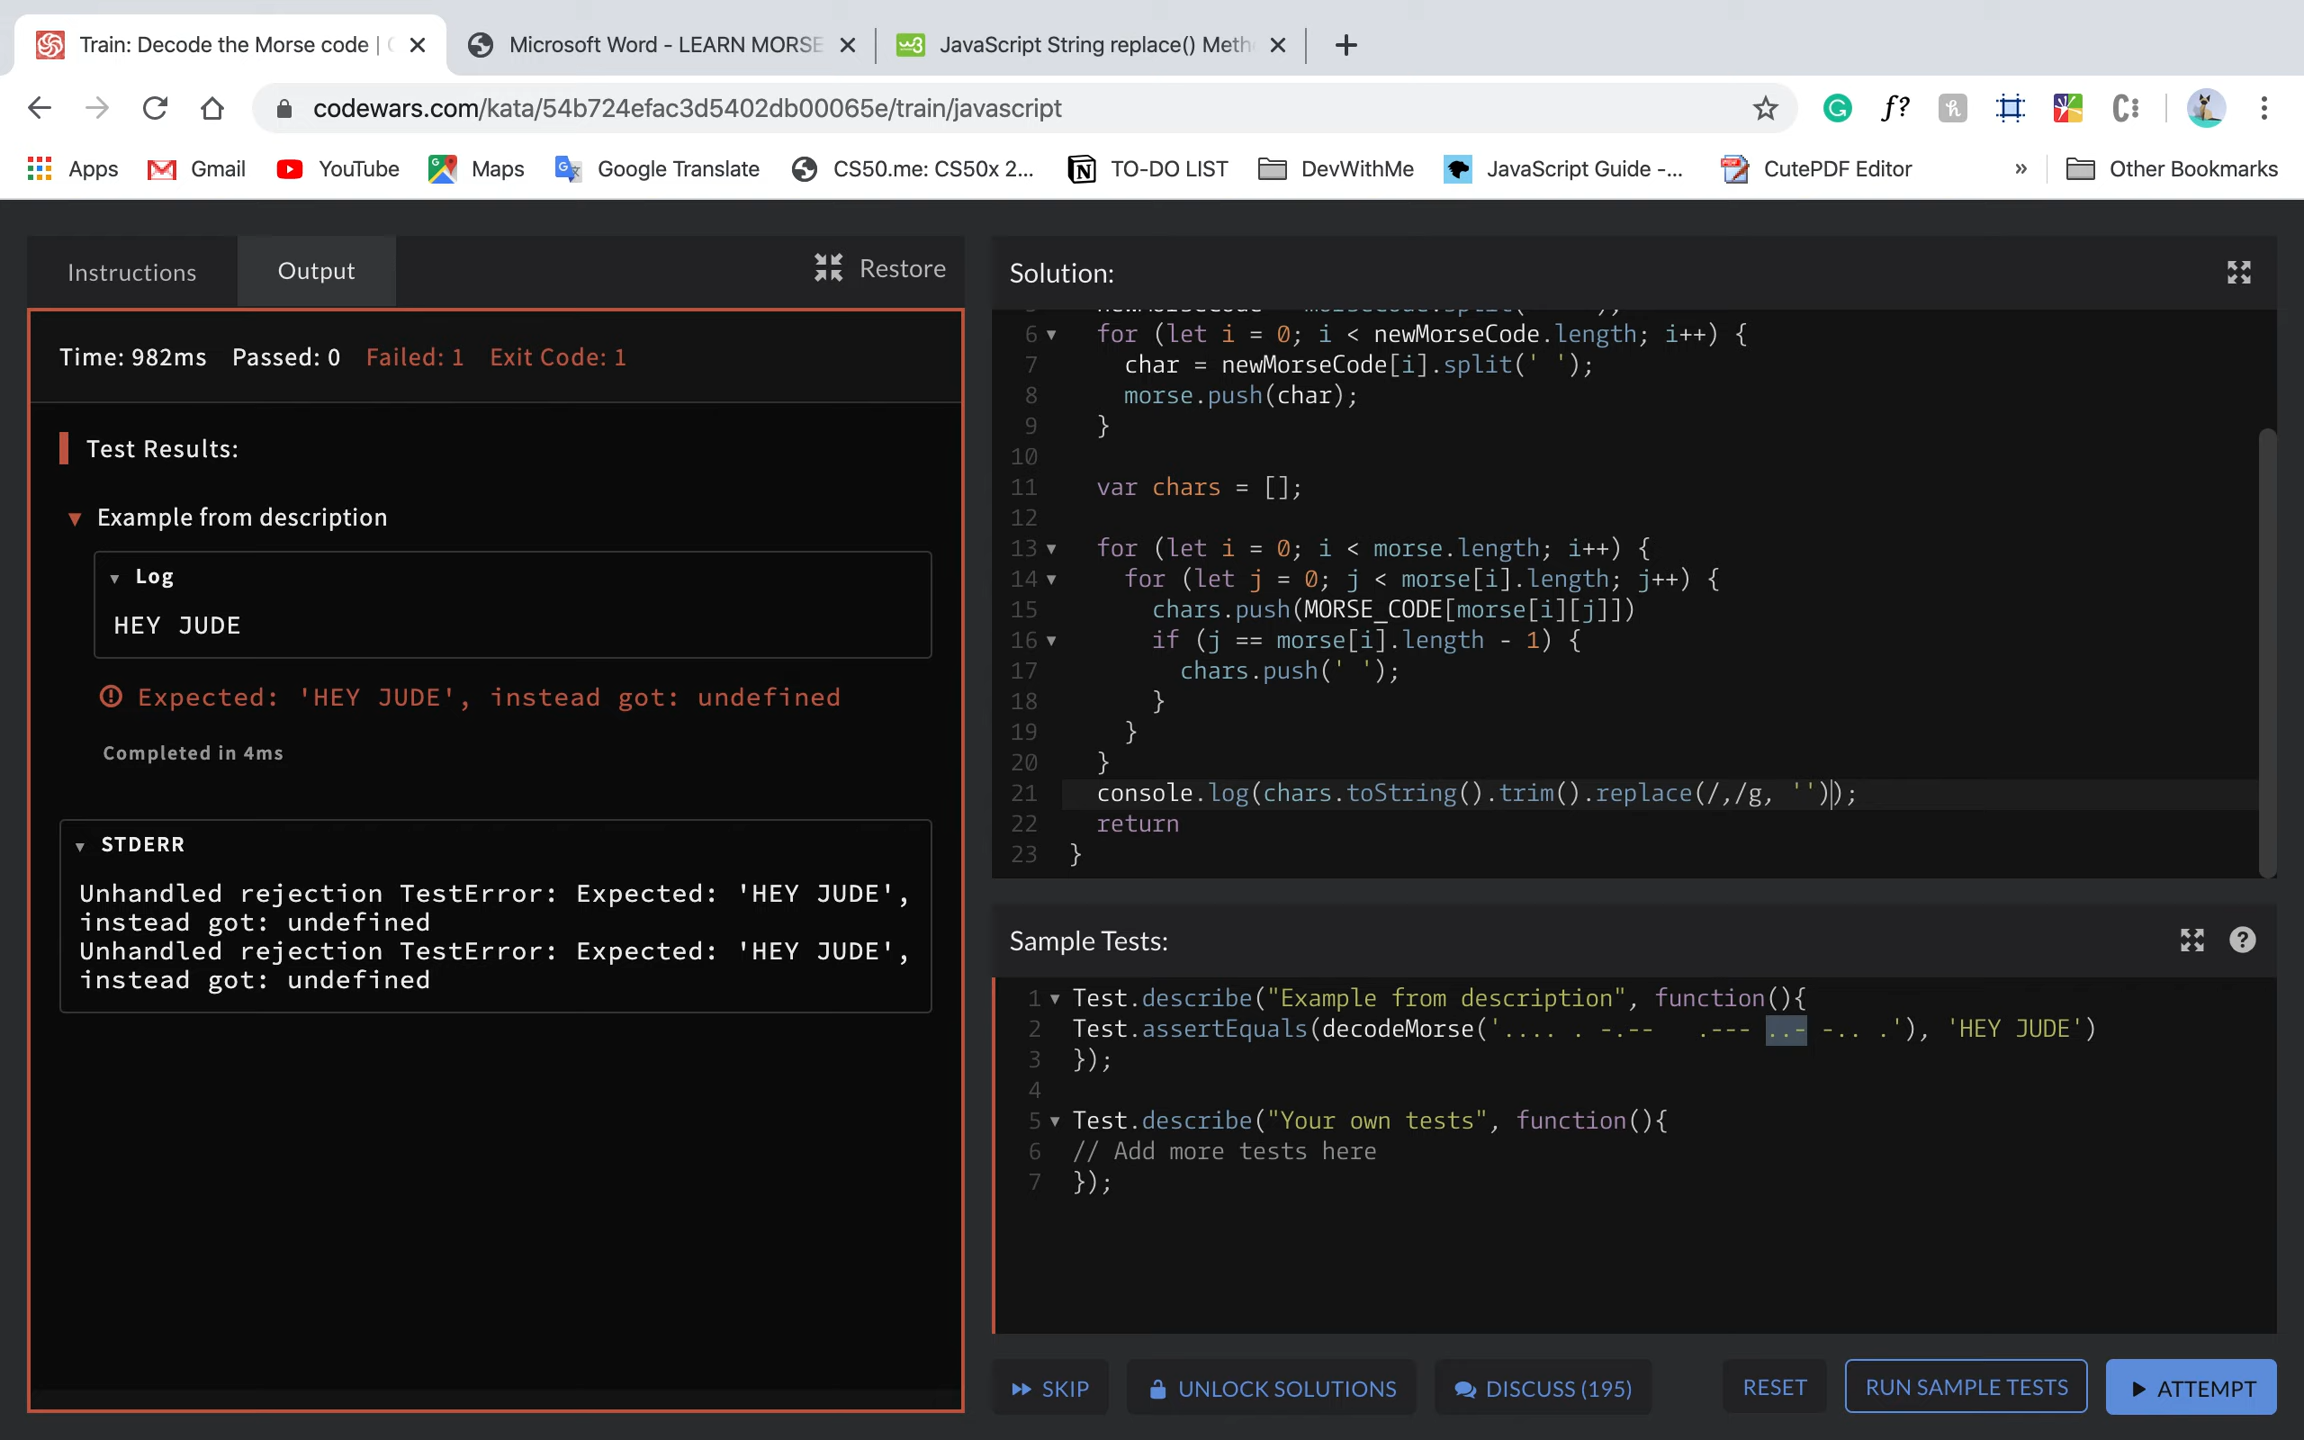 Train: Decode the Morse code |
Microsoft Word - LEARN MORSE
JavaScript String replace() Meth
codewars.com/kata/54b724efac3d5402db00065e/train/javascript
Apps Gmail YouTube Maps Google Translate CS50.me: CS50x 2... TO-DO LIST DevWithMe JavaScript Guide -... CutePDF Editor » Other Bookmarks
Instructions Output Restore
Time: 982ms Passed: 0 Failed: 1 Exit Code: 1
Test Results:
Example from description
Log
HEY JUDE
Expected: 'HEY JUDE', instead got: undefined
Completed in 4ms
STDERR
Unhandled rejection TestError: Expected: 'HEY JUDE',
instead got: undefined
Unhandled rejection TestError: Expected: 'HEY JUDE',
instead got: undefined
Solution:
6 for (let i = 0; i < newMorseCode.length; i++) {
7 char = newMorseCode[i].split(' ');
8 morse.push(char);
9 }
10
11 var chars = [];
12
13 for (let i = 0; i < morse.length; i++) {
14 for (let j = 0; j < morse[i].length; j++) {
15 chars.push(MORSE_CODE[morse[i][j]])
16 if (j == morse[i].length - 1) {
17 chars.push(' ');
18 }
19 }
20 }
21 console.log(chars.toString().trim().replace(/,/g, ''));
22 return
23 }
Sample Tests:
1 Test.describe("Example from description", function(){
2 Test.assertEquals(decodeMorse('.... . -.--   .--- ..- -.. .'), 'HEY JUDE')
3 });
4
5 Test.describe("Your own tests", function(){
6 // Add more tests here
7 });
SKIP UNLOCK SOLUTIONS DISCUSS (195) RESET RUN SAMPLE TESTS ATTEMPT